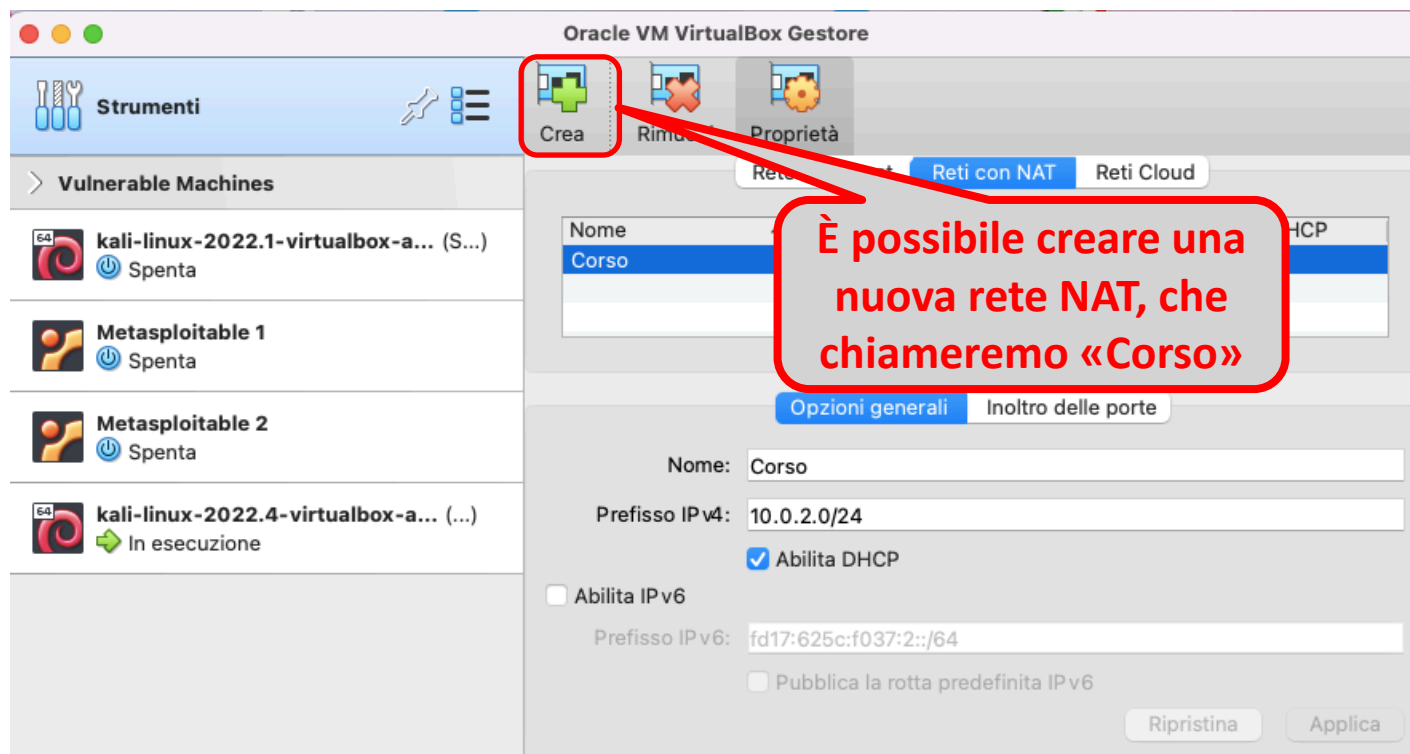 Oracle VM VirtualBox Gestore
Strumenti
Crea
Proprietà
Vulnerable Machines
Reti con NAT
Reti Cloud
64
kali-linux-2022.1-virtualbox-a... (S...)
Spenta
Metasploitable 1
Spenta
Metasploitable 2
Spenta
64
kali-linux-2022.4-virtualbox-a... (...)
In esecuzione
Nome
Corso
È possibile creare una
nuova rete NAT, che
chiameremo «Corso»
Opzioni generali
Inoltro delle porte
Nome: Corso
Prefisso IPv4: 10.0.2.0/24
Abilita DHCP
Abilita IPv6
Prefisso IPv6: fd17:625c:f037:2::/64
Pubblica la rotta predefinita IPv6
Ripristina
Applica